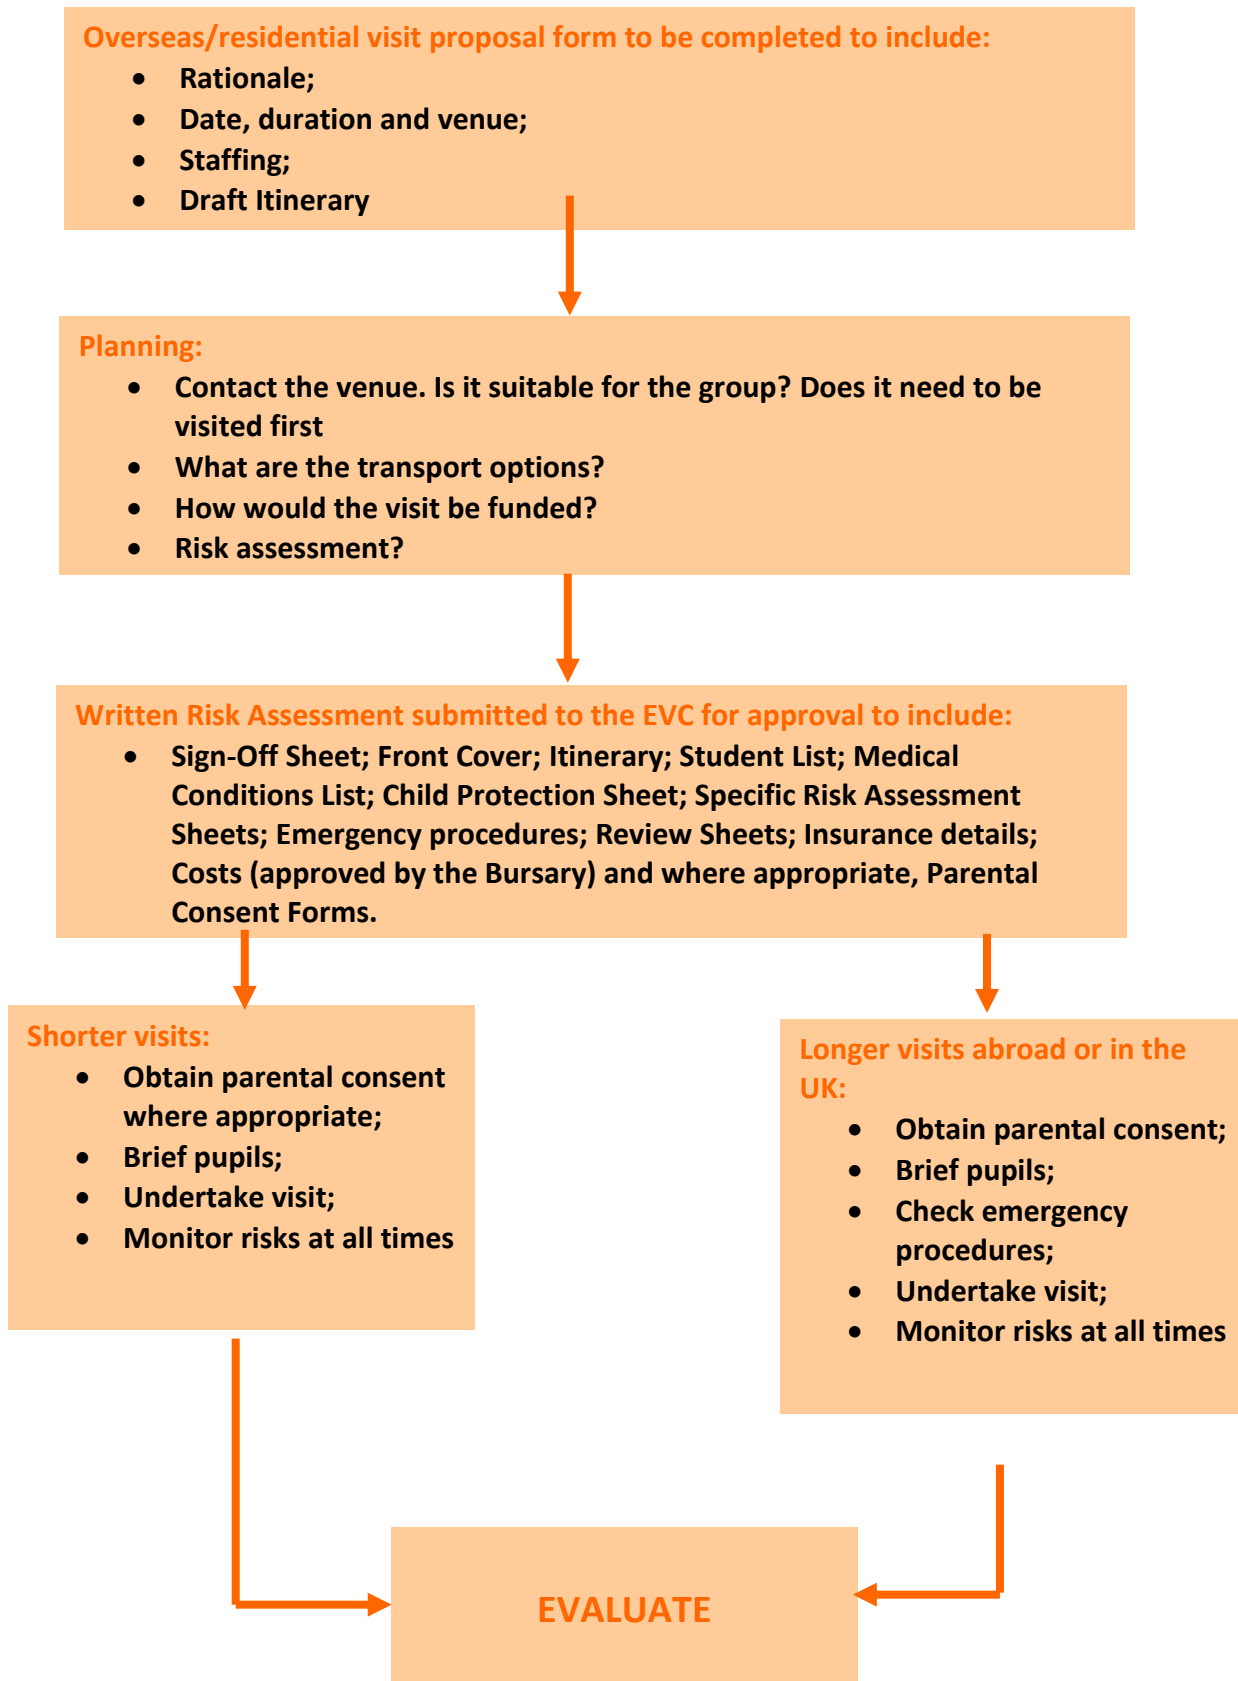 Overseas/residential visit proposal form to be completed to include:
• Rationale;
• Date, duration and venue;
• Staffing;
• Draft Itinerary
Planning:
• Contact the venue. Is it suitable for the group? Does it need to be
visited first
• What are the transport options?
• How would the visit be funded?
• Risk assessment?
Written Risk Assessment submitted to the EVC for approval to include:
• Sign-Off Sheet; Front Cover; Itinerary; Student List; Medical
Conditions List; Child Protection Sheet; Specific Risk Assessment
Sheets; Emergency procedures; Review Sheets; Insurance details;
Costs (approved by the Bursary) and where appropriate, Parental
Consent Forms.
Shorter visits:
• Obtain parental consent
where appropriate;
• Brief pupils;
• Undertake visit;
• Monitor risks at all times
Longer visits abroad or in the
UK:
• Obtain parental consent;
• Brief pupils;
• Check emergency
procedures;
• Undertake visit;
• Monitor risks at all times
EVALUATE